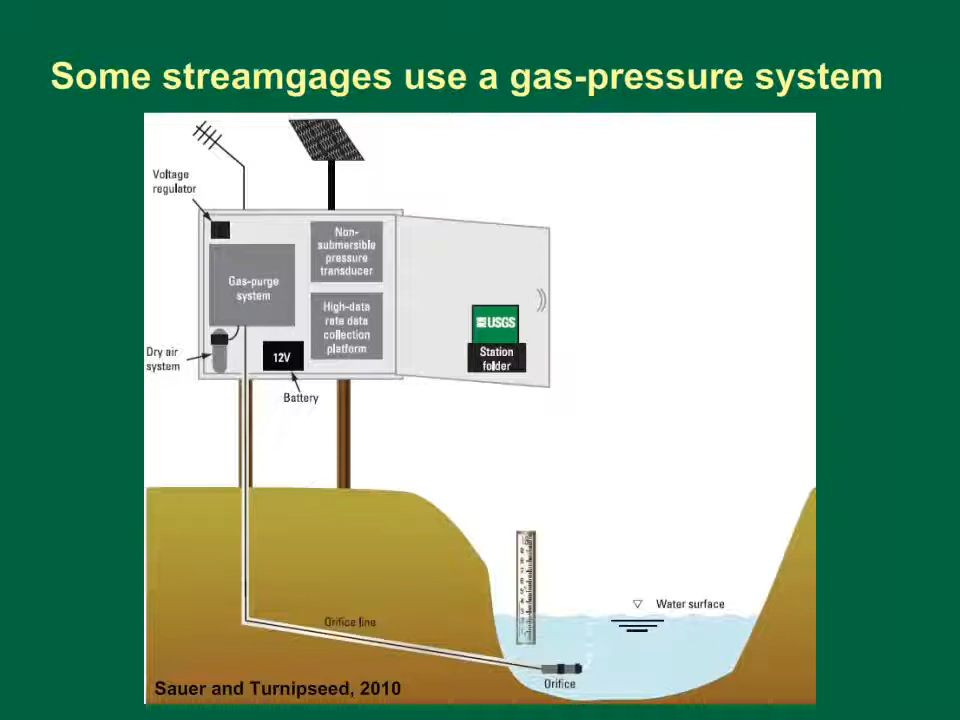 Some streamgages use a gas-pressure system
Voltage
regulator
Non-
submersible
pressure
transducer
Gas-purge
system
High-data
rate data
collection
platform
USGS
Station
folder
Dry air
system
12V
Battery
Water surface
Orifice line
Orifice
Sauer and Turnipseed, 2010